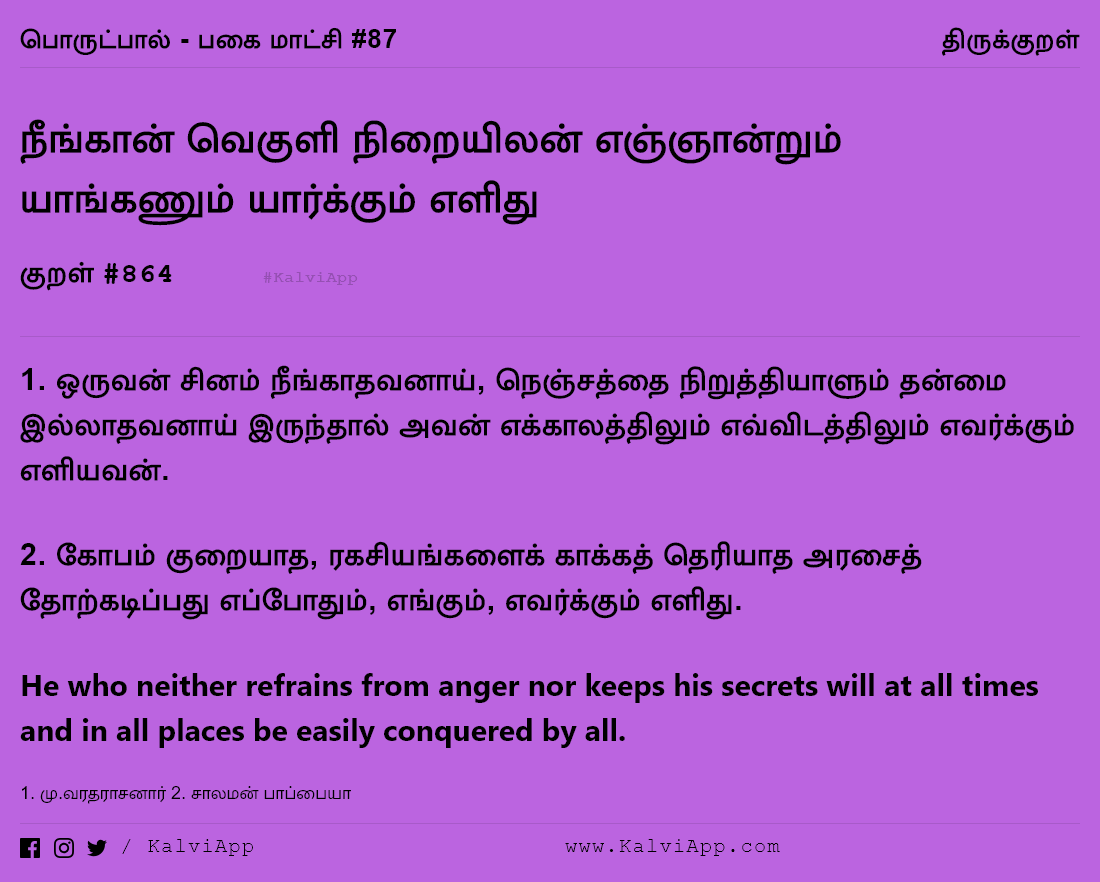 பொருட்பால் - பகை மாட்சி #87 திருக்குறள்
நீங்கான் வெகுளி நிறையிலன் எஞ்ஞான்றும்
யாங்கணும் யார்க்கும் எளிது
குறள் #864 #KalviApp
1. ஒருவன் சினம் நீங்காதவனாய், நெஞ்சத்தை நிறுத்தியாளும் தன்மை
இல்லாதவனாய் இருந்தால் அவன் எக்காலத்திலும் எவ்விடத்திலும் எவர்க்கும்
எளியவன்.
2. கோபம் குறையாத, ரகசியங்களைக் காக்கத் தெரியாத அரசைத்
தோற்கடிப்பது எப்போதும், எங்கும், எவர்க்கும் எளிது.
He who neither refrains from anger nor keeps his secrets will at all times
and in all places be easily conquered by all.
1. மு.வரதராசனார் 2. சாலமன் பாப்பையா
/ KalviApp www.KalviApp.com